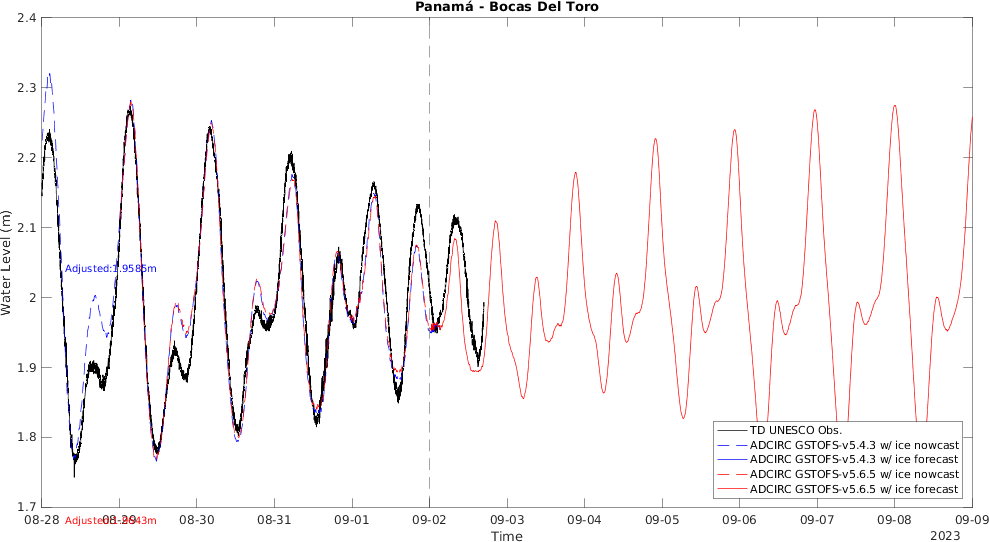 Panamá - Bocas Del Toro
Water Level (m)
2.4
2.3
2.2
2.1
2
1.9
1.8
1.7
Adjusted:1.9585m
TD UNESCO Obs.
ADCIRC GSTOFS-v5.4.3 w/ ice nowcast
ADCIRC GSTOFS-v5.4.3 w/ ice forecast
ADCIRC GSTOFS-v5.6.5 w/ ice nowcast
ADCIRC GSTOFS-v5.6.5 w/ ice forecast
08-28 08-29 08-30 08-31 09-01 09-02 09-03 09-04 09-05 09-06 09-07 09-08 09-09
Time
2023